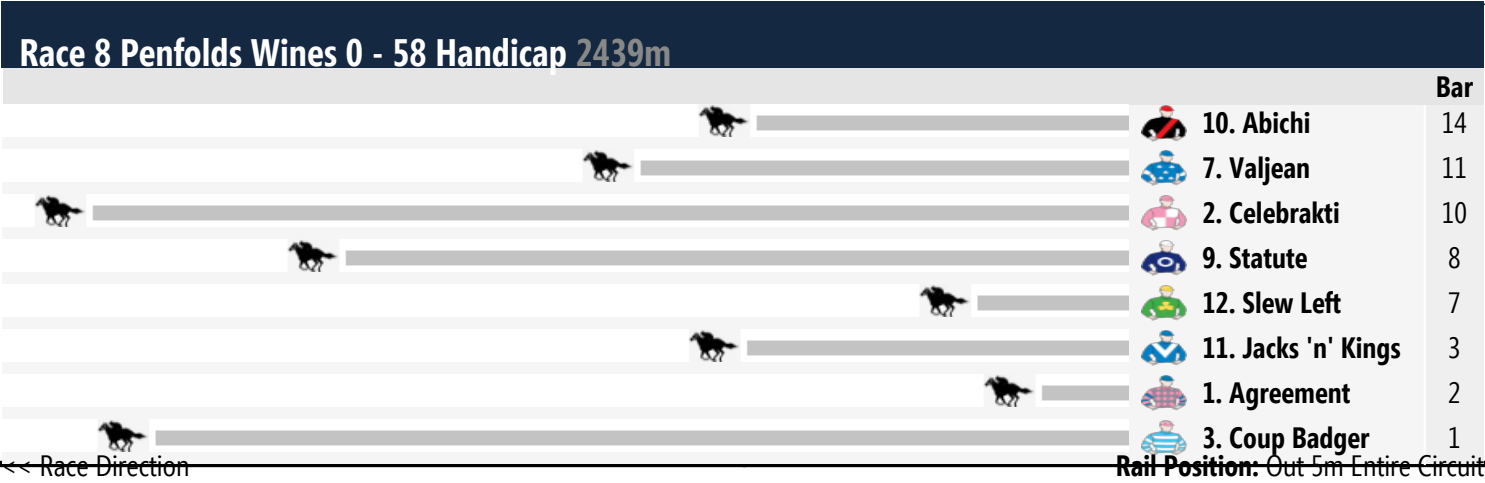 Race 8 Penfolds Wines 0 - 58 Handicap 2439m
Bar
10. Abichi 14
7. Valjean 11
2. Celebrakti 10
9. Statute 8
12. Slew Left 7
11. Jacks 'n' Kings 3
1. Agreement 2
3. Coup Badger 1
<< Race Direction Rail Position: Out 5m Entire Circuit